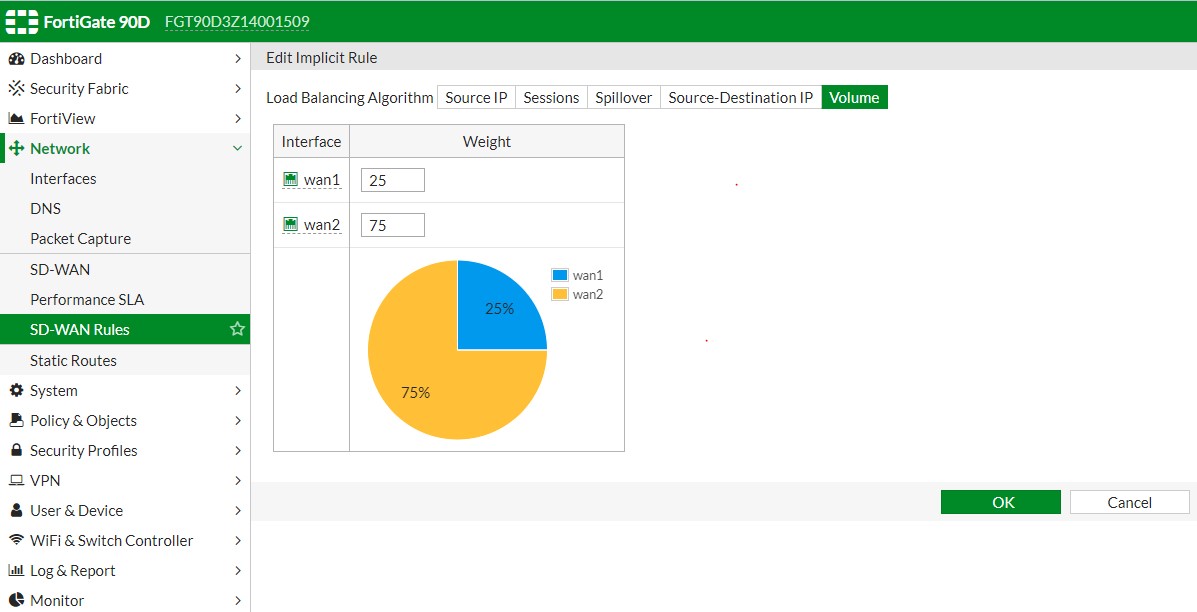 FortiGate 90D FGT90D3Z14001509
Dashboard
Security Fabric
FortiView
Network
Interfaces
DNS
Packet Capture
SD-WAN
Performance SLA
SD-WAN Rules
Static Routes
System
Policy & Objects
Security Profiles
VPN
User & Device
WiFi & Switch Controller
Log & Report
Monitor
Edit Implicit Rule
Load Balancing Algorithm Source IP Sessions Spillover Source-Destination IP Volume
Interface Weight
wan1 25
wan2 75
wan1
wan2
25%
75%
OK Cancel